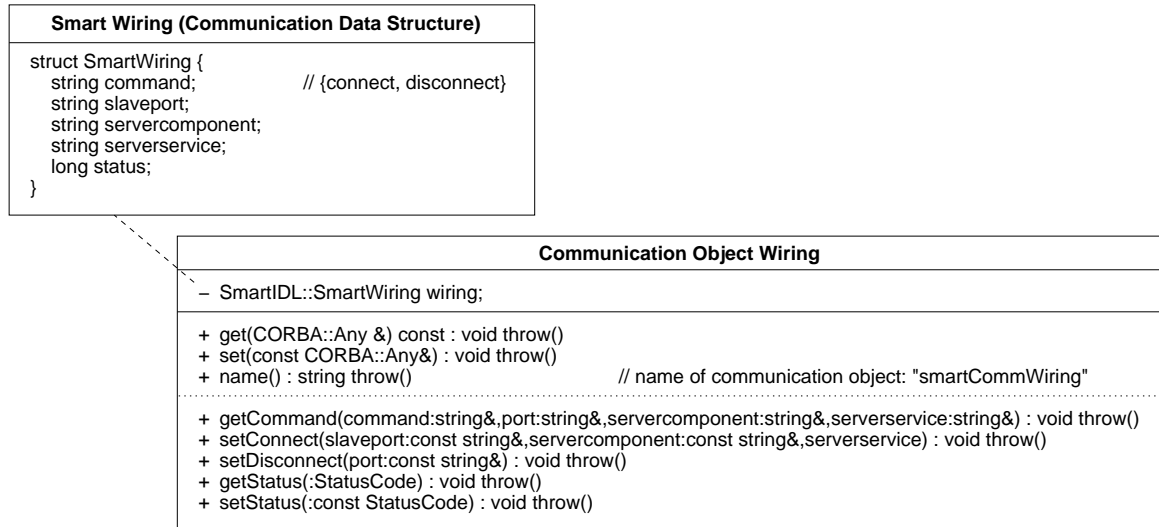 Smart Wiring (Communication Data Structure)
struct SmartWiring {
string command; // {connect, disconnect}
string slaveport;
string servercomponent;
string serverservice;
long status;
}
Communication Object Wiring
− SmartIDL::SmartWiring wiring;
+ get(CORBA::Any &) const : void throw()
+ set(const CORBA::Any&) : void throw()
+ name() : string throw() // name of communication object: "smartCommWiring"
+ getCommand(command:string&,port:string&,servercomponent:string&,serverservice:string&) : void throw()
+ setConnect(slaveport:const string&,servercomponent:const string&,serverservice) : void throw()
+ setDisconnect(port:const string&) : void throw()
+ getStatus(:StatusCode) : void throw()
+ setStatus(:const StatusCode) : void throw()